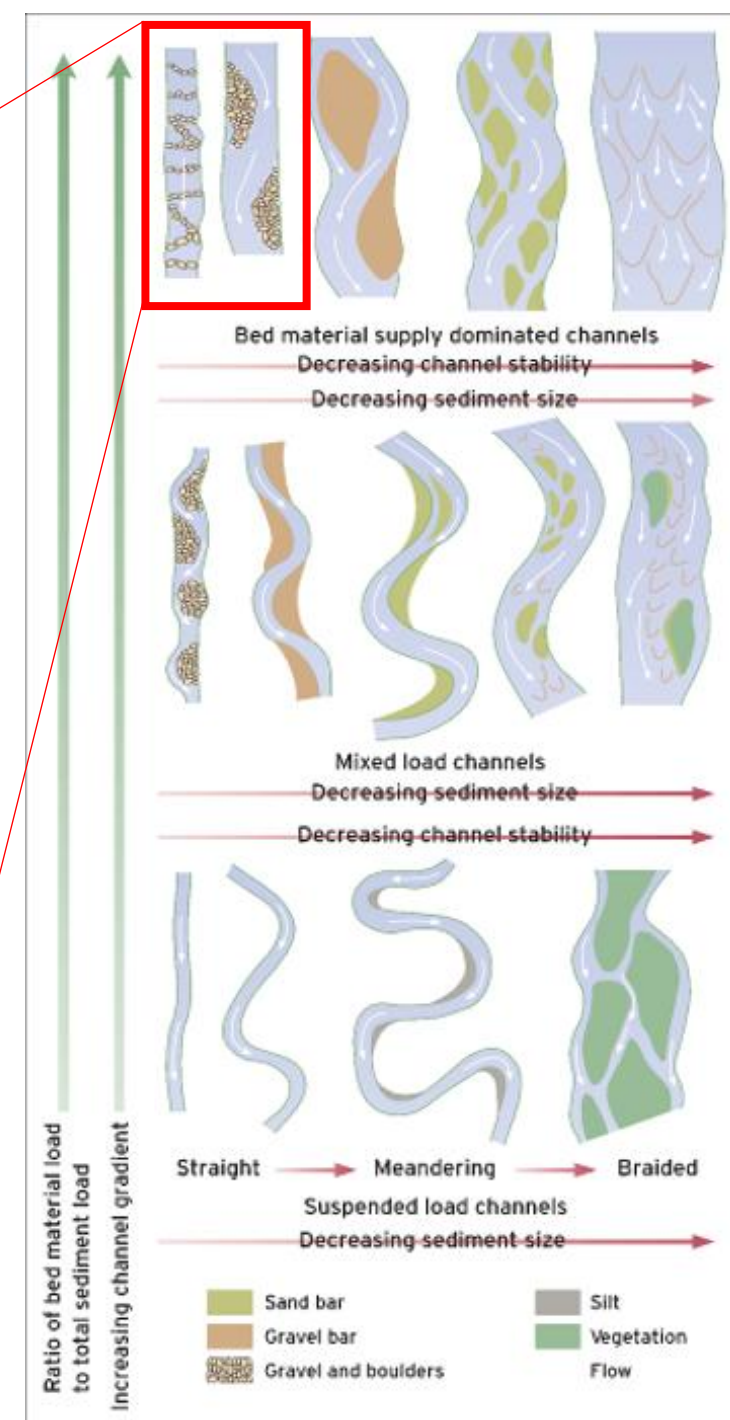 Bed material supply dominated channels
Decreasing channel stability
Decreasing sediment size
Mixed load channels
Decreasing sediment size
Decreasing channel stability
Straight
Meandering
Braided
Suspended load channels
Decreasing sediment size
Ratio of bed material load
to total sediment load
Increasing channel gradient
Sand bar
Gravel bar
Gravel and boulders
Silt
Vegetation
Flow